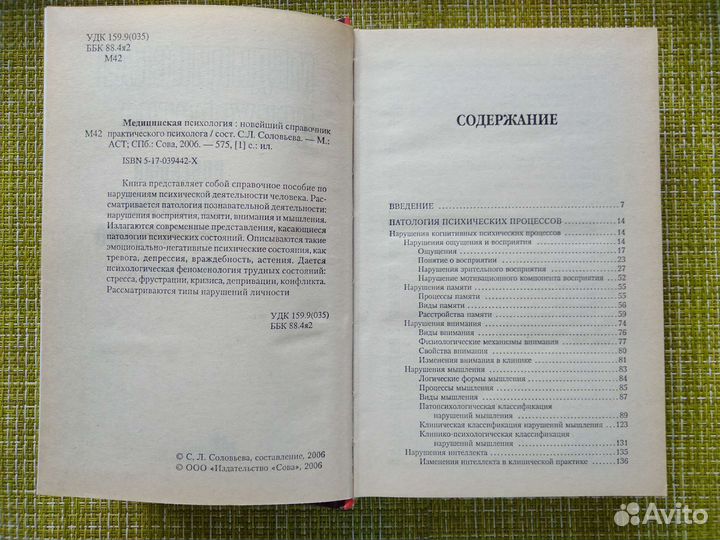 УДК 159.9(035)
ББК 88.4я2
М42
Медицинская психология : новейший справочник
М42 практического психолога / сост. С.Л. Соловьева. — М.:
АСТ; СПб.: Сова, 2006. — 575, [1] с.: ил.
ISBN 5-17-039442-X
Книга представляет собой справочное пособие по
нарушениям психической деятельности человека. Рас-
сматривается патология познавательной деятельности:
нарушения восприятия, памяти, внимания и мышления.
Излагаются современные представления, касающиеся
патологии психических состояний. Описываются такие
эмоционально-негативные психические состояния, как
тревога, депрессия, враждебность, астения. Дается
психологическая феноменология трудных состояний:
стресса, фрустрации, кризиса, депривации, конфликта.
Рассматриваются типы нарушений личности
УДК 159.9(035)
ББК 88.4я2
© С. Л. Соловьева, составление, 2006
© ООО «Издательство «Сова», 2006
СОДЕРЖАНИЕ
ВВЕДЕНИЕ 7
ПАТОЛОГИЯ ПСИХИЧЕСКИХ ПРОЦЕССОВ 14
Нарушения когнитивных психических процессов 14
Нарушения ощущения и восприятия 14
Ощущения 17
Понятие о восприятии 23
Нарушения зрительного восприятия 27
Нарушение мотивационного компонента восприятия 52
Нарушения памяти 55
Процессы памяти 55
Виды памяти 56
Расстройства памяти 59
Нарушения внимания 74
Виды внимания 76
Физиологические механизмы внимания 77
Свойства внимания 80
Изменения внимания в клинике 81
Нарушения мышления 83
Логические формы мышления 84
Процессы мышления 85
Виды мышления 87
Патопсихологическая классификация
нарушений мышления 89
Клиническая классификация нарушений мышления 123
Клинико-психологическая классификация
нарушений мышления 131
Нарушения интеллекта 135
Изменения интеллекта в клинической практике 136
Avito